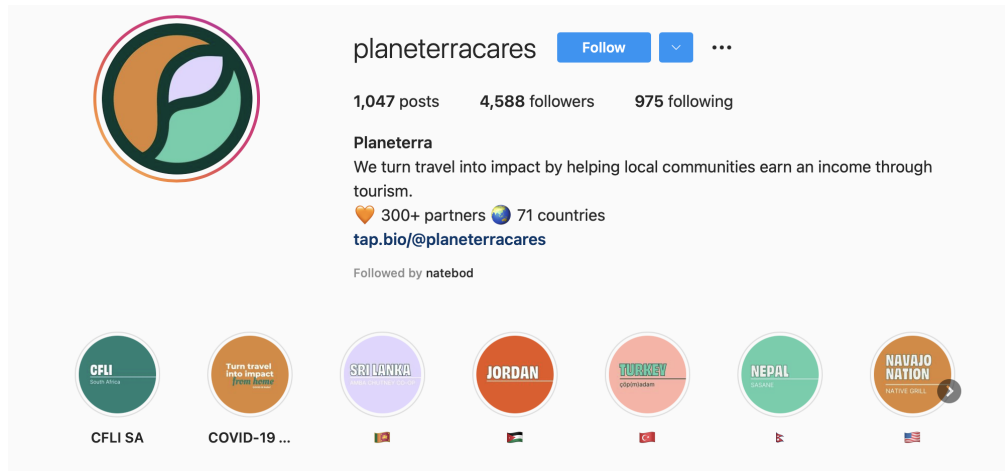 planeterracares Follow
1,047 posts 4,588 followers 975 following
Planeterra
We turn travel into impact by helping local communities earn an income through
tourism.
🧡 300+ partners 🌏 71 countries
tap.bio/@planeterracares
Followed by natebod
CFLI
South Africa
Turn travel
into impact
from home
SRI LANKA
JORDAN
TURKEY
çöp(m)adam
NEPAL
SASANE
NAVAJO
NATION
NATIVE GRILL
CFLI SA COVID-19 ... 🇱🇰 🇯🇴 🇹🇷 🇳🇵 🇺🇸